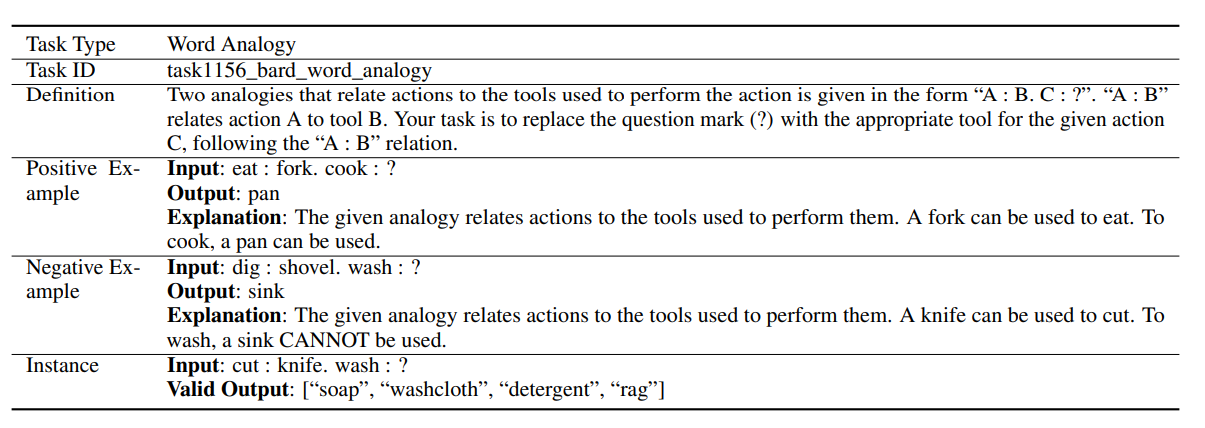 Task Type Word Analogy
Task ID task1156_bard_word_analogy
Definition Two analogies that relate actions to the tools used to perform the action is given in the form “A : B. C : ?”. “A : B”
relates action A to tool B. Your task is to replace the question mark (?) with the appropriate tool for the given action
C, following the “A : B” relation.
Positive Ex- Input: eat : fork. cook : ?
ample Output: pan
Explanation: The given analogy relates actions to the tools used to perform them. A fork can be used to eat. To
cook, a pan can be used.
Negative Ex- Input: dig : shovel. wash : ?
ample Output: sink
Explanation: The given analogy relates actions to the tools used to perform them. A knife can be used to cut. To
wash, a sink CANNOT be used.
Instance Input: cut : knife. wash : ?
Valid Output: [“soap”, “washcloth”, “detergent”, “rag”]